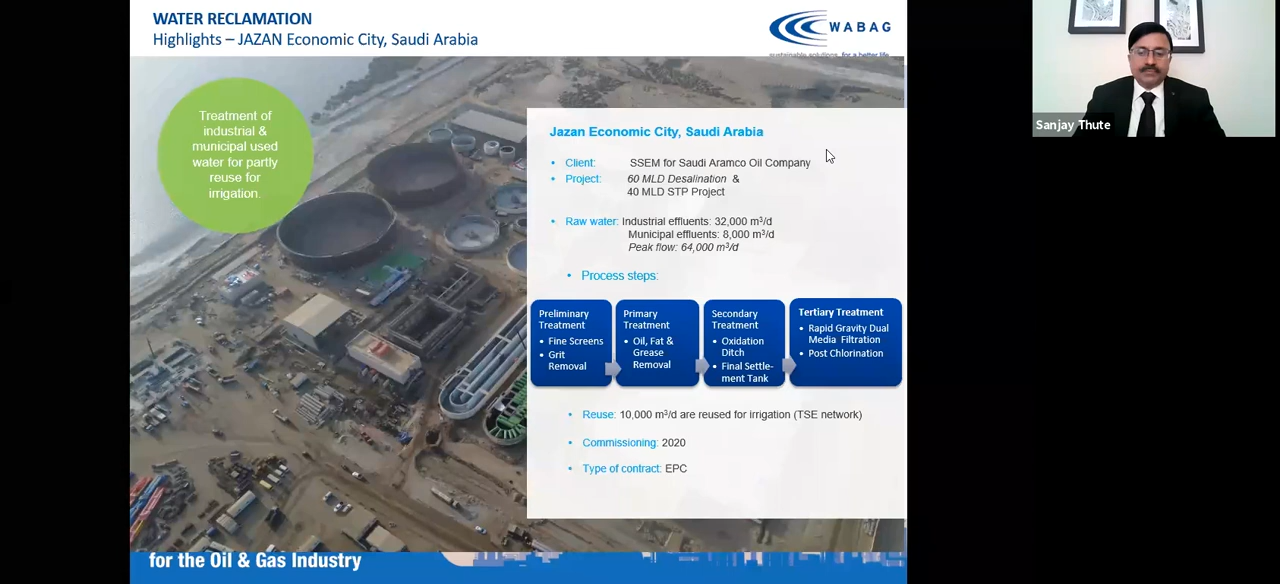 WATER RECLAMATION
Highlights – JAZAN Economic City, Saudi Arabia
WABAG
sustainable solutions. for a better life.
Sanjay Thute
Treatment of
industrial &
municipal used
water for partly
reuse for
irrigation.
Jazan Economic City, Saudi Arabia
• Client: SSEM for Saudi Aramco Oil Company
• Project: 60 MLD Desalination &
40 MLD STP Project
• Raw water: Industrial effluents: 32,000 m³/d
Municipal effluents: 8,000 m³/d
Peak flow: 64,000 m³/d
• Process steps:
Preliminary
Treatment
• Fine Screens
• Grit
Removal
Primary
Treatment
• Oil, Fat &
Grease
Removal
Secondary
Treatment
• Oxidation
Ditch
• Final Settle-
ment Tank
Tertiary Treatment
• Rapid Gravity Dual
Media Filtration
• Post Chlorination
• Reuse: 10,000 m³/d are reused for irrigation (TSE network)
• Commissioning: 2020
• Type of contract: EPC
for the Oil & Gas Industry